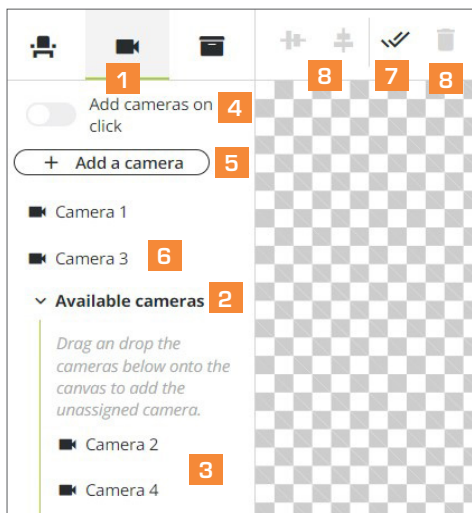 1
8
7
8
Add cameras on
click
4
+ Add a camera
5
Camera 1
Camera 3
6
Available cameras
2
Drag an drop the
cameras below onto the
canvas to add the
unassigned camera.
Camera 2
3
Camera 4